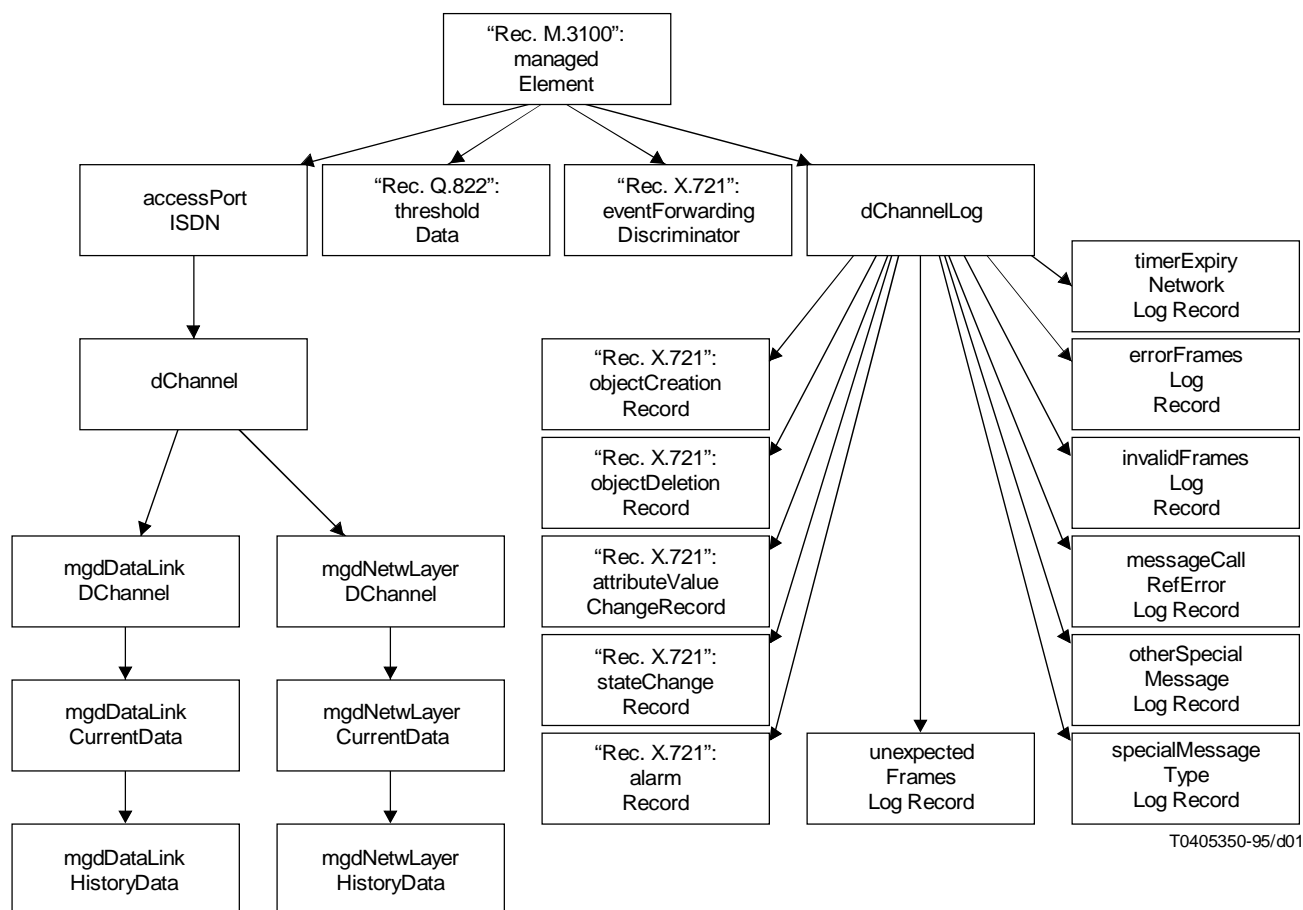 “Rec. M.3100”:
managed
Element
accessPort
ISDN
“Rec. Q.822”:
threshold
Data
“Rec. X.721”:
eventForwarding
Discriminator
dChannelLog
timerExpiry
Network
Log Record
dChannel
“Rec. X.721”:
objectCreation
Record
errorFrames
Log
Record
“Rec. X.721”:
objectDeletion
Record
invalidFrames
Log
Record
mgdDataLink
DChannel
mgdNetwLayer
DChannel
“Rec. X.721”:
attributeValue
ChangeRecord
messageCall
RefError
Log Record
mgdDataLink
CurrentData
mgdNetwLayer
CurrentData
“Rec. X.721”:
stateChange
Record
otherSpecial
Message
Log Record
“Rec. X.721”:
alarm
Record
unexpected
Frames
Log Record
specialMessage
Type
Log Record
T0405350-95/d01
mgdDataLink
HistoryData
mgdNetwLayer
HistoryData